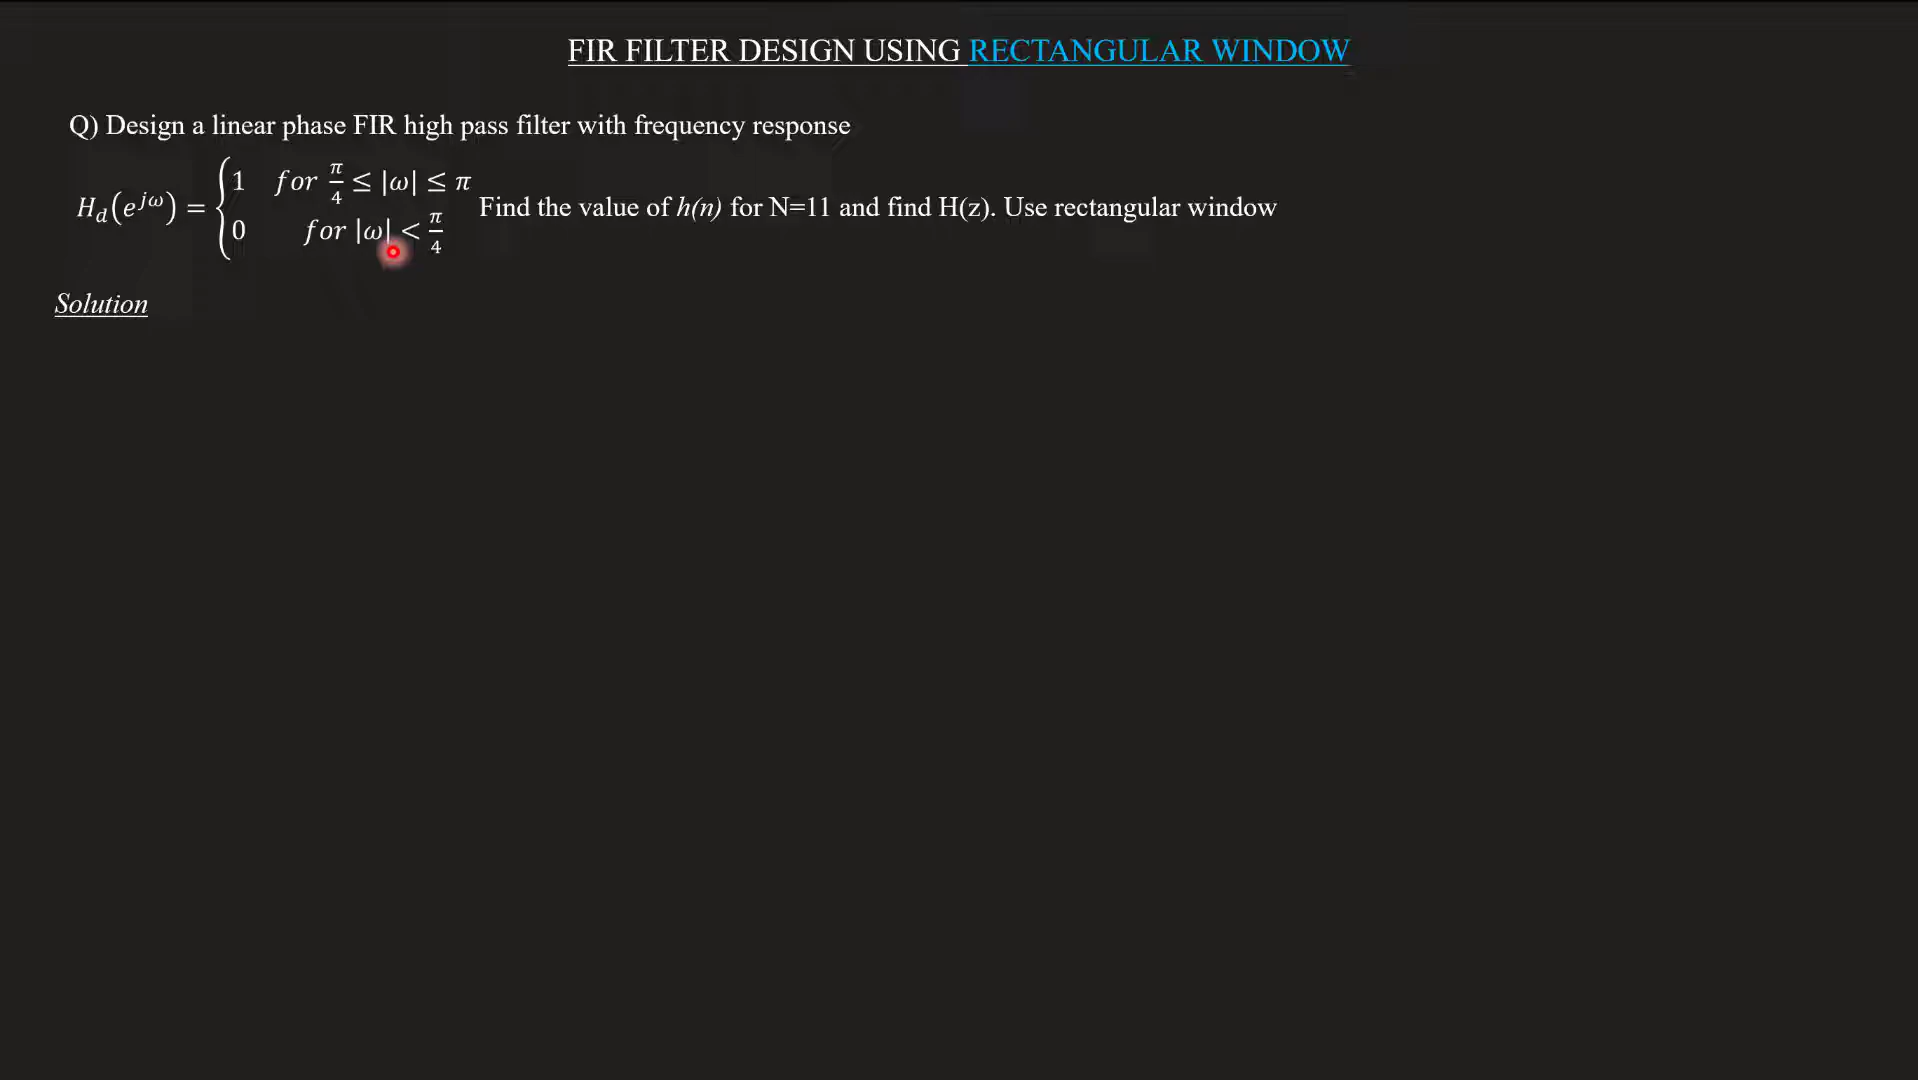 FIR FILTER DESIGN USING RECTANGULAR WINDOW
Q) Design a linear phase FIR high pass filter with frequency response
H_d(e^{jω}) = { 1 for π/4 ≤ |ω| ≤ π
0 for |ω| < π/4
Find the value of h(n) for N=11 and find H(z). Use rectangular window
Solution